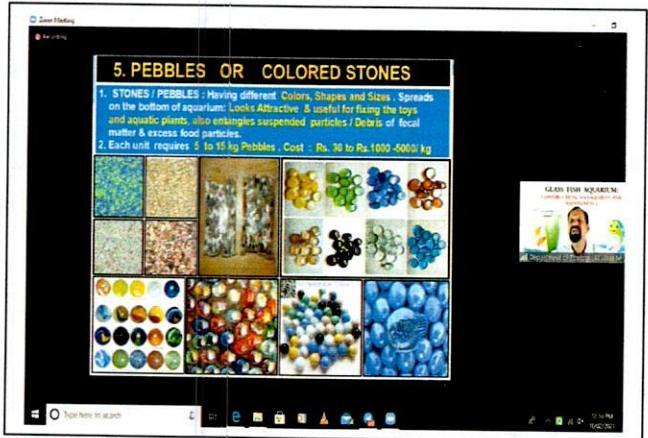 Zoom Meeting
Recording
5. PEBBLES OR COLORED STONES
1. STONES / PEBBLES : Having different Colors, Shapes and Sizes . Spreads
on the bottom of aquarium: Looks Attractive & useful for fixing the toys
and aquatic plants, also entangles suspended particles / Debris of fecal
matter & excess food particles.
2. Each unit requires 5 to 15 kg Pebbles . Cost : Rs. 30 to Rs.1000 -5000/ kg
GLASS FISH AQUARIUM:
Department of Zoology
Type here to search